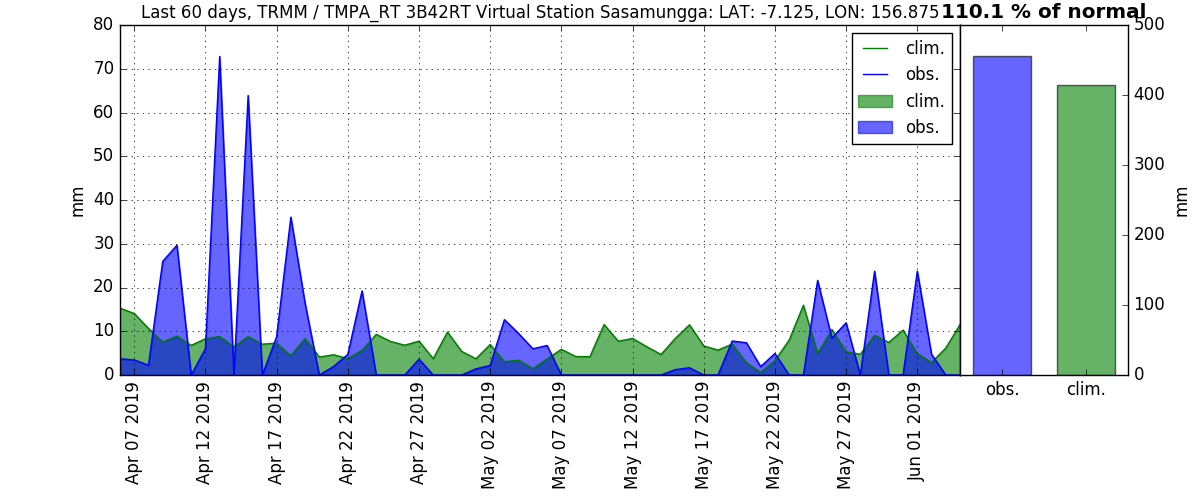 Last 60 days, TRMM / TMPA_RT 3B42RT Virtual Station Sasamungga: LAT: -7.125, LON: 156.875
110.1 % of normal
80
70
60
50
40
30
20
10
0
mm
clim.
obs.
clim.
obs.
500
400
300
200
100
0
mm
Apr 07 2019
Apr 12 2019
Apr 17 2019
Apr 22 2019
Apr 27 2019
May 02 2019
May 07 2019
May 12 2019
May 17 2019
May 22 2019
May 27 2019
Jun 01 2019
obs.
clim.